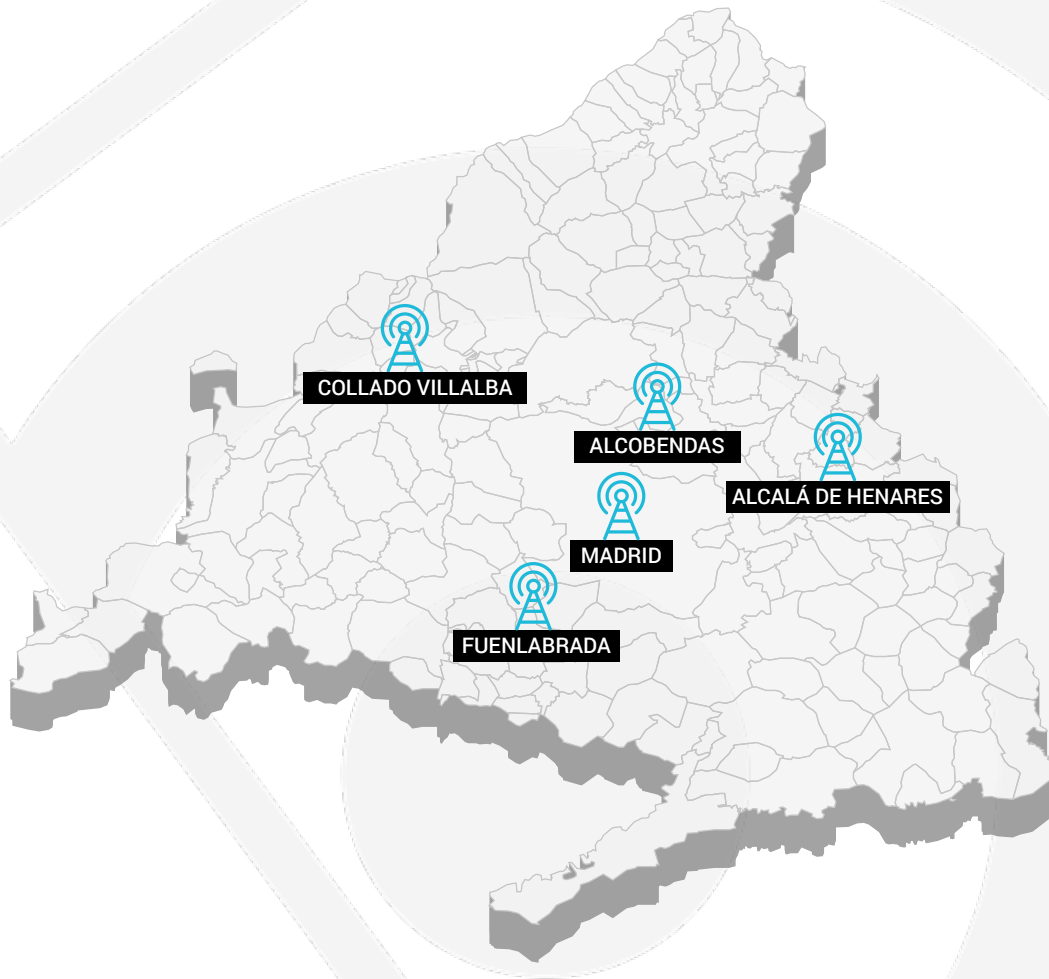 COLLADO VILLALBA
ALCOBENDAS
ALCALÁ DE HENARES
MADRID
FUENLABRADA